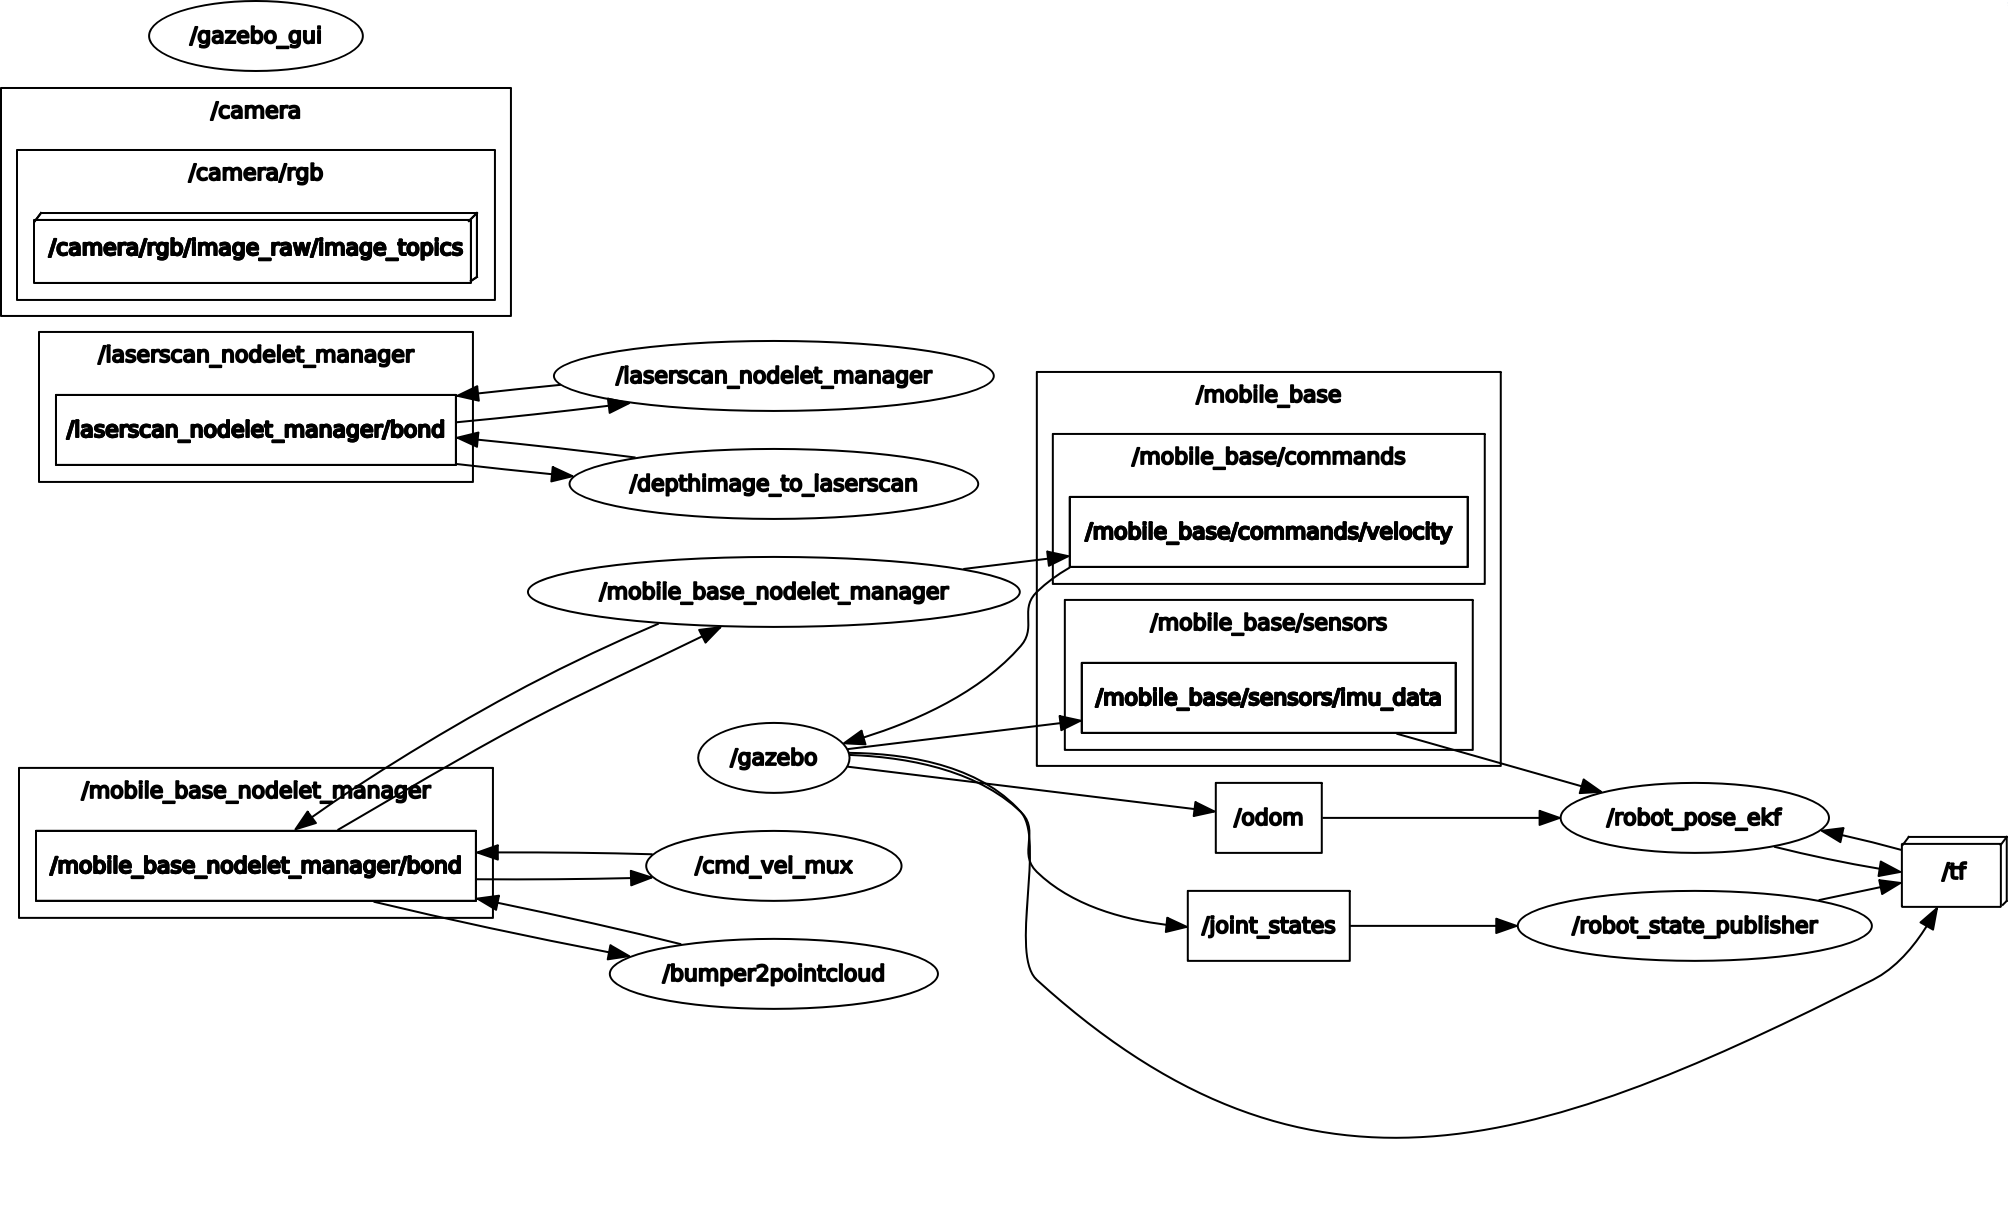 /gazebo_gui
/camera
/camera/rgb
/camera/rgb/image_raw/image_topics
/laserscan_nodelet_manager
/laserscan_nodelet_manager/bond
/laserscan_nodelet_manager
/depthimage_to_laserscan
/mobile_base
/mobile_base/commands
/mobile_base/commands/velocity
/mobile_base_nodelet_manager
/mobile_base/sensors
/mobile_base/sensors/imu_data
/gazebo
/mobile_base_nodelet_manager
/mobile_base_nodelet_manager/bond
/cmd_vel_mux
/bumper2pointcloud
/odom
/joint_states
/robot_pose_ekf
/robot_state_publisher
/tf